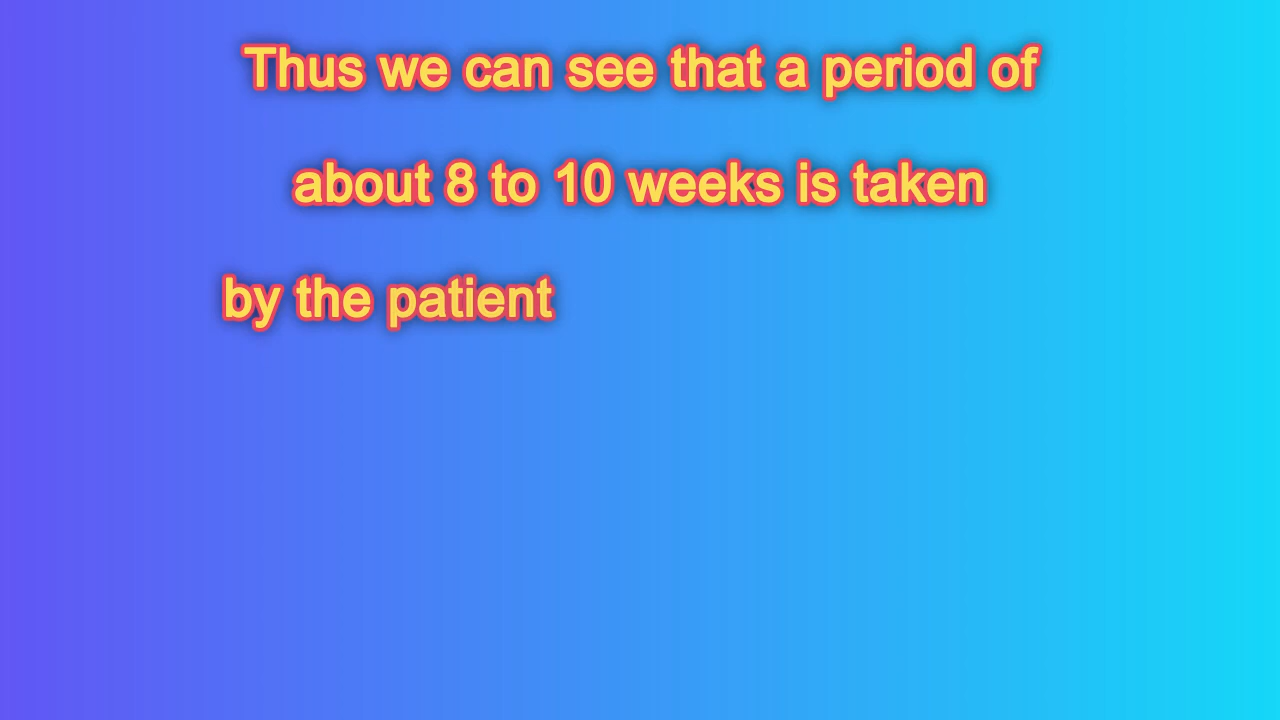 Thus we can see that a period of
about 8 to 10 weeks is taken
by the patient